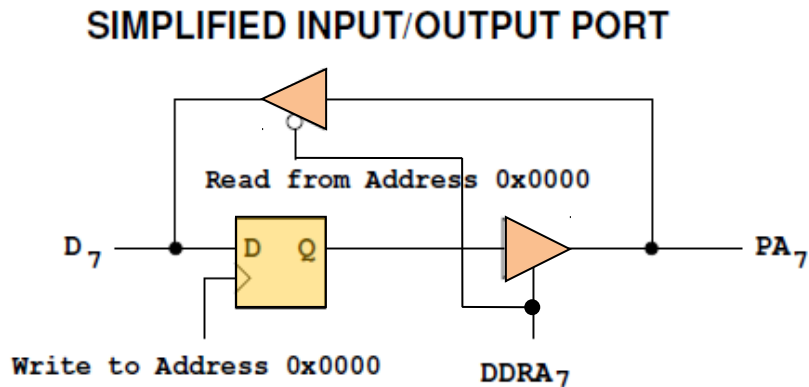 SIMPLIFIED INPUT/OUTPUT PORT
Read from Address 0x0000
D7
D Q
PA7
Write to Address 0x0000
DDRA7